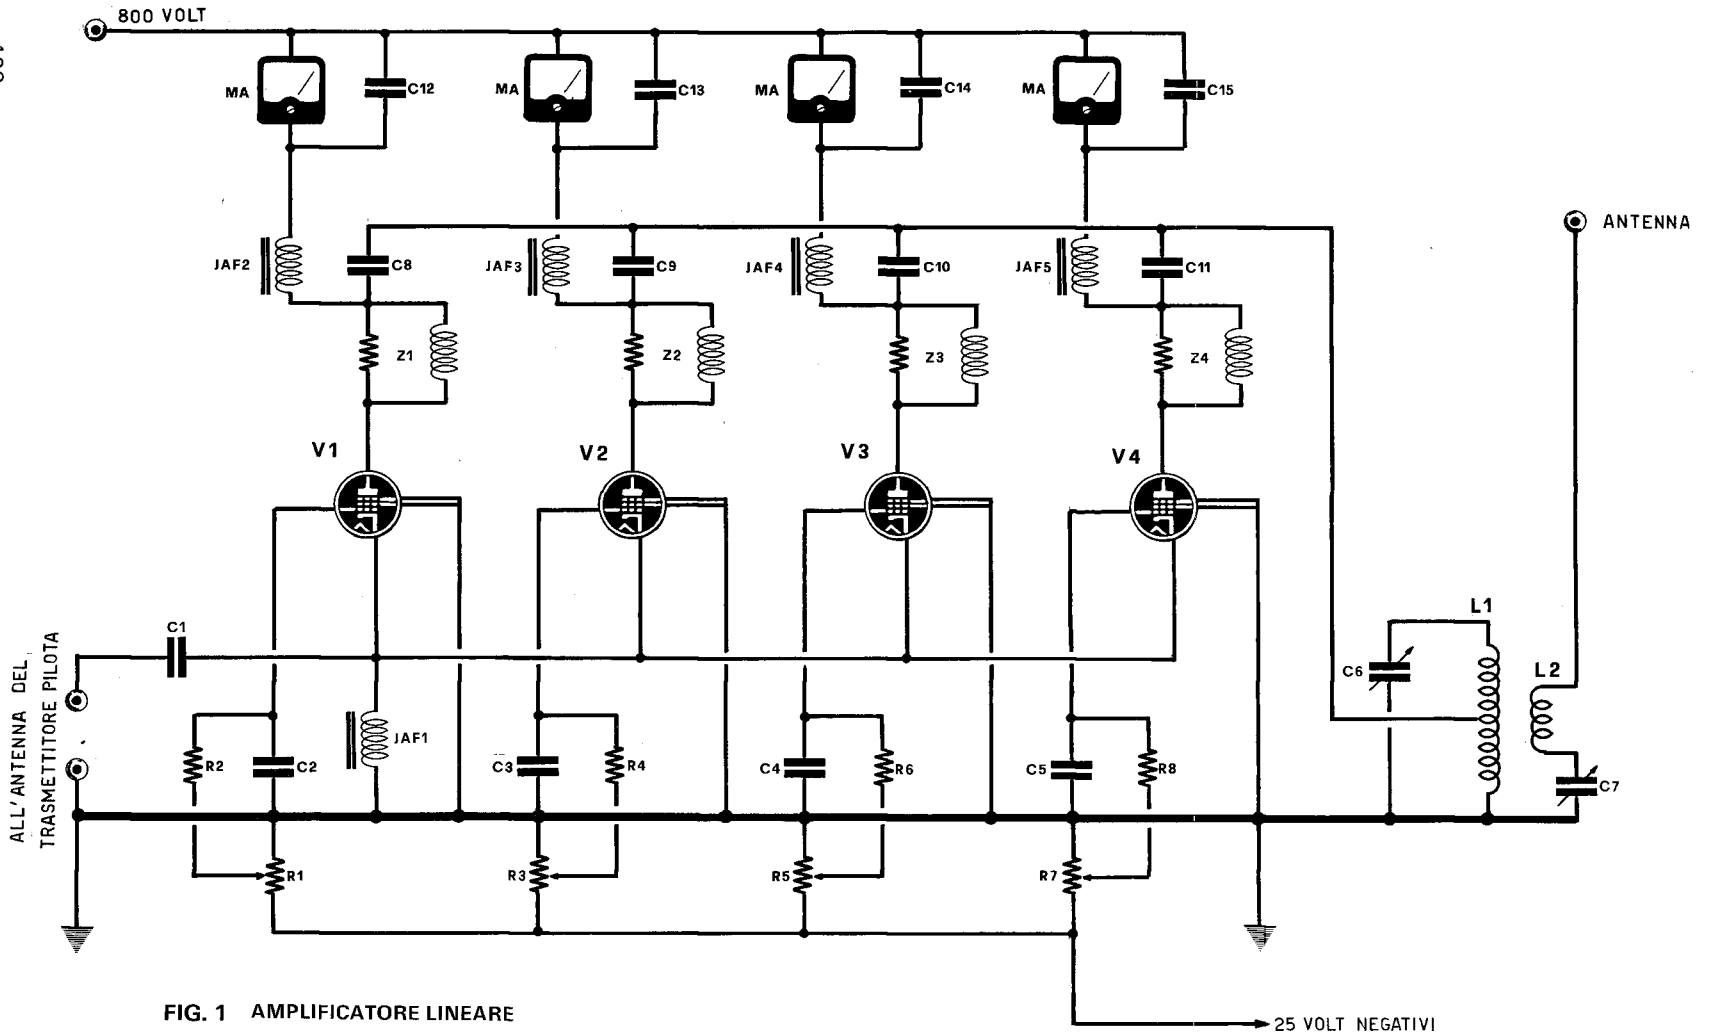 800 VOLT
MA C12 MA C13 MA C14 MA C15
ANTENNA
JAF2 C8 JAF3 C9 JAF4 C10 JAF5 C11
Z1 Z2 Z3 Z4
V1 V2 V3 V4
L1
C1
L2
C6
ALL'ANTENNA DEL
TRASMETTITORE PILOTA
JAF1
R2 C2 C3 R4 C4 R6 C5 R8
C7
R1 R3 R5 R7
FIG. 1 AMPLIFICATORE LINEARE
25 VOLT NEGATIVI